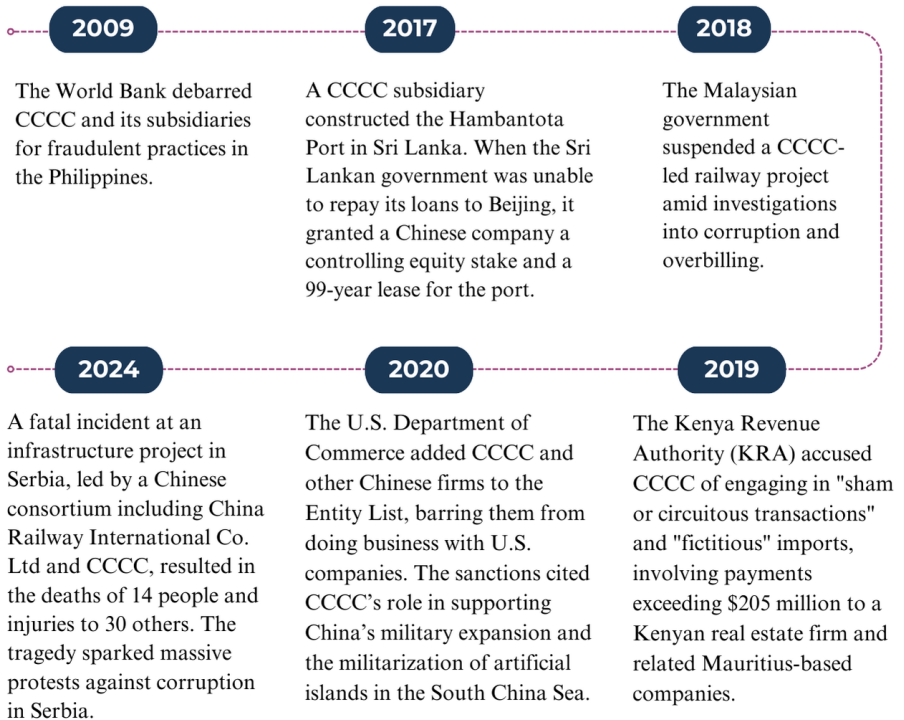 2009
The World Bank debarred
CCCC and its subsidiaries
for fraudulent practices in
the Philippines.
2017
A CCCC subsidiary
constructed the Hambantota
Port in Sri Lanka. When the Sri
Lankan government was unable
to repay its loans to Beijing, it
granted a Chinese company a
controlling equity stake and a
99-year lease for the port.
2018
The Malaysian
government
suspended a CCCC-
led railway project
amid investigations
into corruption and
overbilling.
2019
The Kenya Revenue
Authority (KRA) accused
CCCC of engaging in "sham
or circuitous transactions"
and "fictitious" imports,
involving payments
exceeding $205 million to a
Kenyan real estate firm and
related Mauritius-based
companies.
2020
The U.S. Department of
Commerce added CCCC and
other Chinese firms to the
Entity List, barring them from
doing business with U.S.
companies. The sanctions cited
CCCC’s role in supporting
China’s military expansion and
the militarization of artificial
islands in the South China Sea.
2024
A fatal incident at an
infrastructure project in
Serbia, led by a Chinese
consortium including China
Railway International Co.
Ltd and CCCC, resulted in
the deaths of 14 people and
injuries to 30 others. The
tragedy sparked massive
protests against corruption
in Serbia.